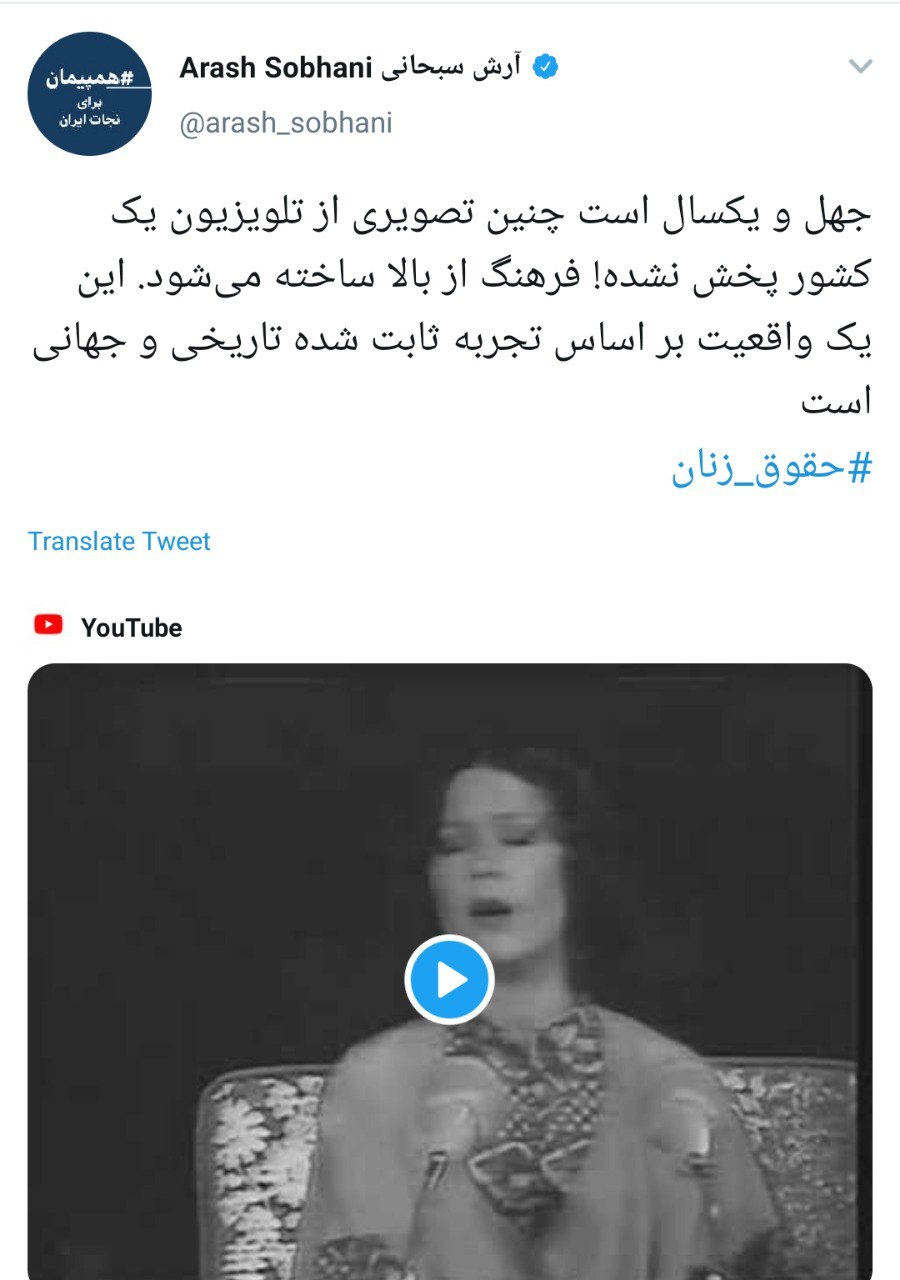 #همپیمان
برای
نجات ایران
Arash Sobhani آرش سبحانی
@arash_sobhani
جهل و یکسال است چنین تصویری از تلویزیون یک
کشور پخش نشده! فرهنگ از بالا ساخته می‌شود. این
یک واقعیت بر اساس تجربه ثابت شده تاریخی و جهانی
است
#حقوق_زنان
Translate Tweet
YouTube